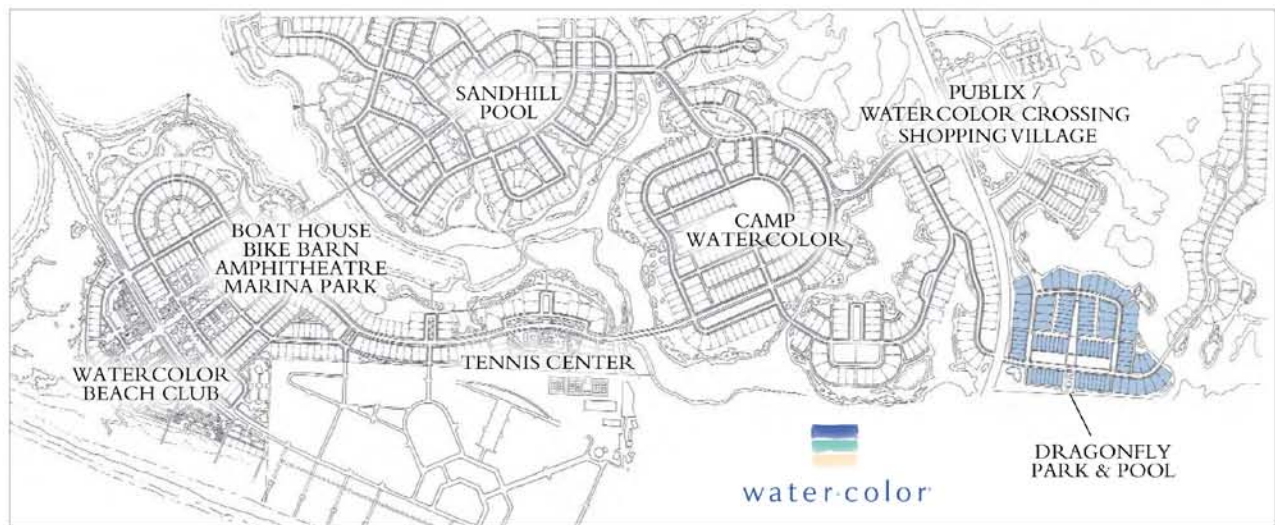 SANDHILL
POOL
PUBLIX /
WATERCOLOR CROSSING
SHOPPING VILLAGE
BOAT HOUSE
BIKE BARN
AMPHITHEATRE
MARINA PARK
CAMP
WATERCOLOR
TENNIS CENTER
WATERCOLOR
BEACH CLUB
DRAGONFLY
PARK & POOL
water·color